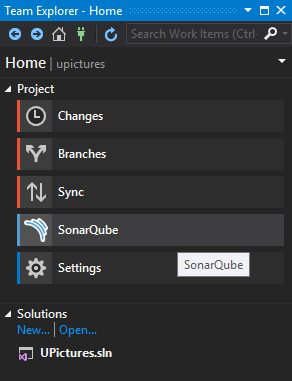 Team Explorer - Home
Search Work Items (Ctrl-
Home | upictures
Project
Changes
Branches
Sync
SonarQube
SonarQube
Settings
Solutions
New... | Open...
UPictures.sln